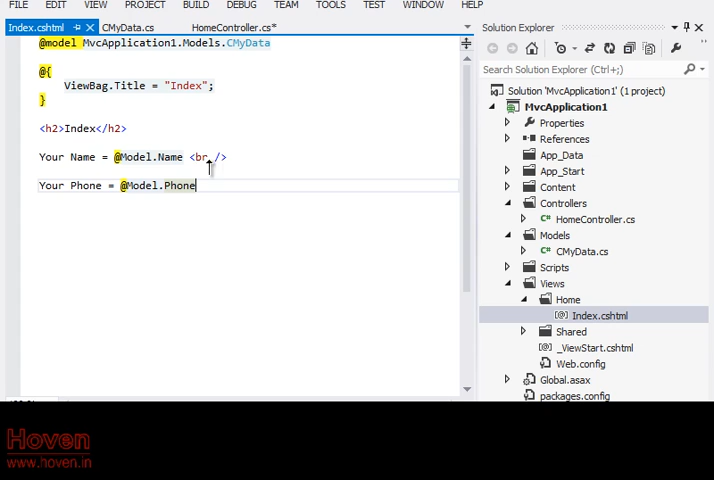 FILE EDIT VIEW PROJECT BUILD DEBUG TEAM TOOLS TEST WINDOW HELP
Index.cshtml CMyData.cs HomeController.cs*
@model MvcApplication1.Models.CMyData
@{
ViewBag.Title = "Index";
}
<h2>Index</h2>
Your Name = @Model.Name <br />
Your Phone = @Model.Phone
Solution Explorer
Search Solution Explorer (Ctrl+;)
Solution 'MvcApplication1' (1 project)
MvcApplication1
Properties
References
App_Data
App_Start
Content
Controllers
C# HomeController.cs
Models
C# CMyData.cs
Scripts
Views
Home
[@] Index.cshtml
Shared
[@] _ViewStart.cshtml
Web.config
Global.asax
packages.config
Hoven
www.hoven.in